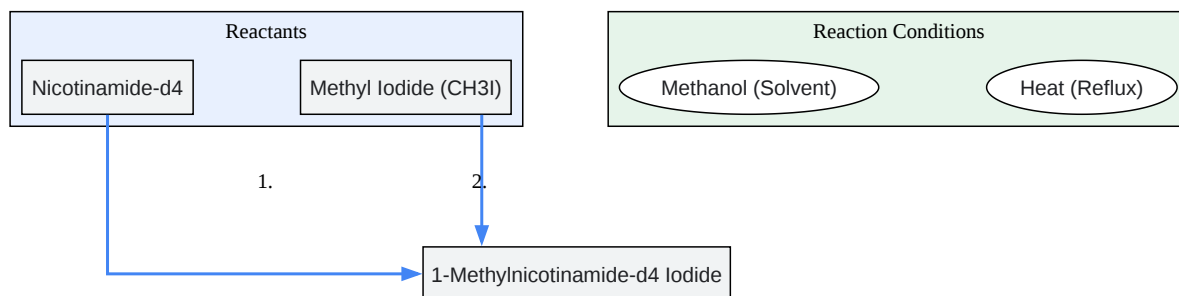 Reactants
Reaction Conditions
Nicotinamide-d4
Methyl Iodide (CH3I)
Methanol (Solvent)
Heat (Reflux)
1.
2.
1-Methylnicotinamide-d4 Iodide